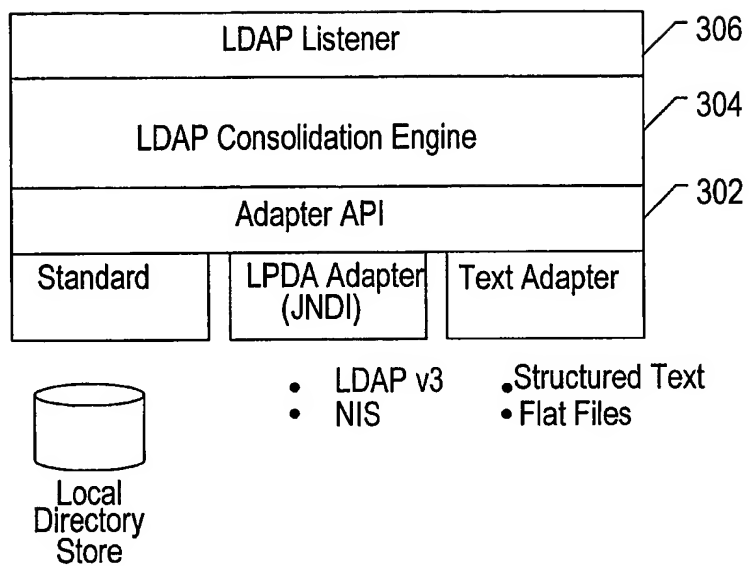 LDAP Listener
306
304
LDAP Consolidation Engine
302
Adapter API
Standard
LPDA Adapter
(JNDI)
Text Adapter
• LDAP v3
• NIS
•Structured Text
• Flat Files
Local
Directory
Store